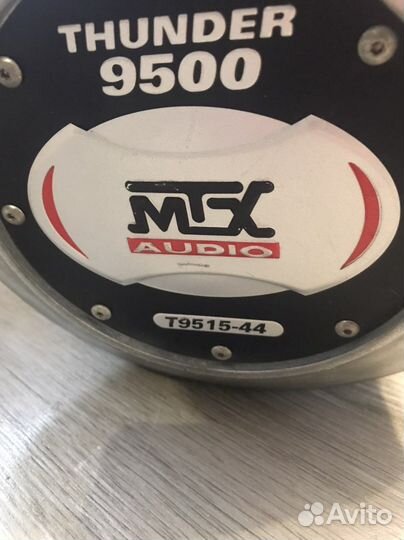 THUNDER
9500
MTX
AUDIO
T9515-44
Avito